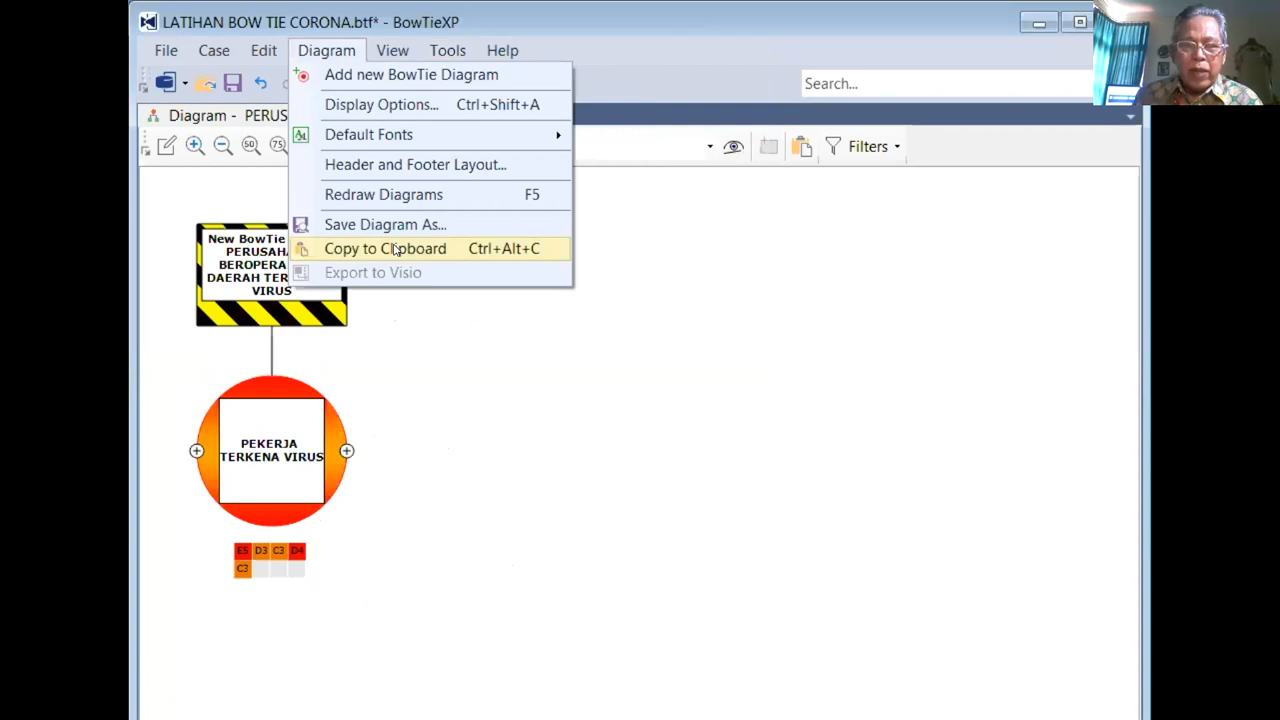 LATIHAN BOW TIE CORONA.btf* - BowTieXP
File Case Edit Diagram View Tools Help
Add new BowTie Diagram
Search...
Display Options... Ctrl+Shift+A
Diagram - PERUS
Default Fonts
50 75
Filters
Header and Footer Layout...
Redraw Diagrams F5
Save Diagram As...
Copy to Clipboard Ctrl+Alt+C
Export to Visio
New BowTie
PERUSAH
BEROPERA
DAERAH TER
VIRUS
PEKERJA
TERKENA VIRUS
E5 D3 C3 D4
C3